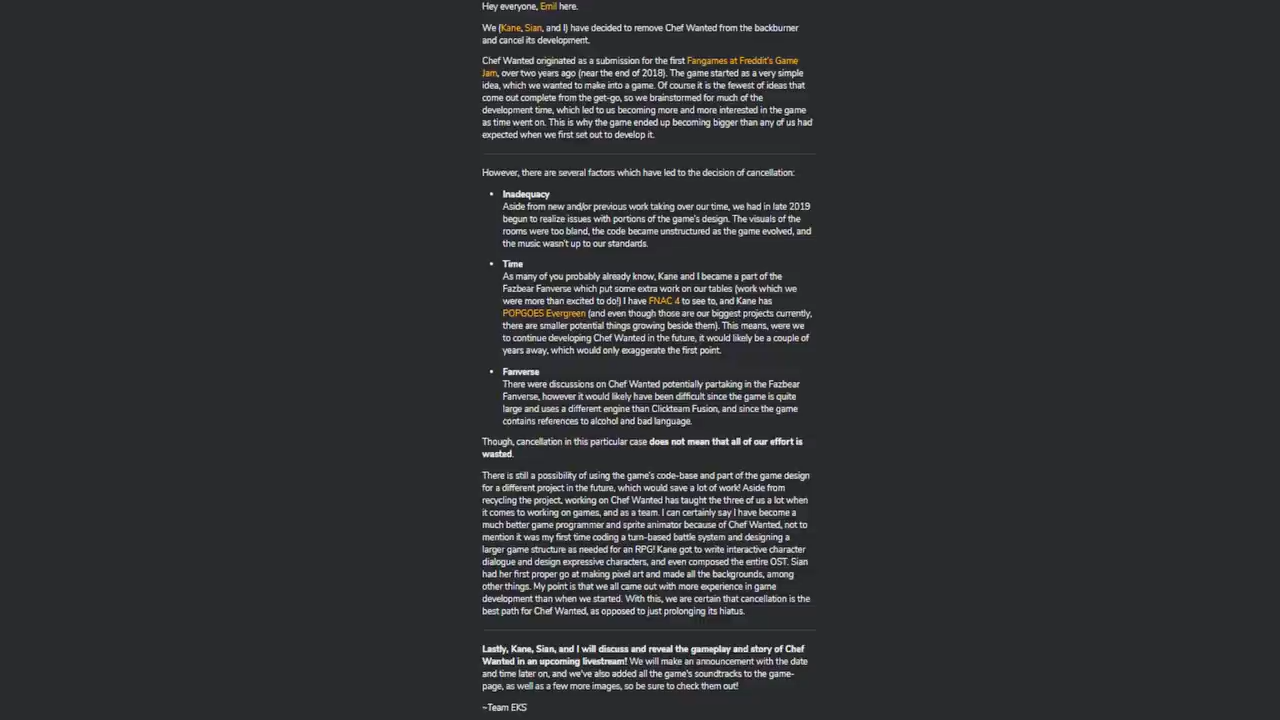 Hey everyone, Emil here.
We (Kane, Sian, and I) have decided to remove Chef Wanted from the backburner
and cancel its development.
Chef Wanted originated as a submission for the first Fangames at Freddit's Game
Jam, over two years ago (near the end of 2018). The game started as a very simple
idea, which we wanted to make into a game. Of course it is the fewest of ideas that
come out complete from the get-go, so we brainstormed for much of the
development time, which led to us becoming more and more interested in the game
as time went on. This is why the game ended up becoming bigger than any of us had
expected when we first set out to develop it.
However, there are several factors which have led to the decision of cancellation:
• Inadequacy
Aside from new and/or previous work taking over our time, we had in late 2019
begun to realize issues with portions of the game's design. The visuals of the
rooms were too bland, the code became unstructured as the game evolved, and
the music wasn't up to our standards.
• Time
As many of you probably already know, Kane and I became a part of the
Fazbear Fanverse which put some extra work on our tables (work which we
were more than excited to do!) I have FNAC 4 to see to, and Kane has
POPGOES Evergreen (and even though those are our biggest projects currently,
there are smaller potential things growing beside them). This means, were we
to continue developing Chef Wanted in the future, it would likely be a couple of
years away, which would only exaggerate the first point.
• Fanverse
There were discussions on Chef Wanted potentially partaking in the Fazbear
Fanverse, however it would likely have been difficult since the game is quite
large and uses a different engine than Clickteam Fusion, and since the game
contains references to alcohol and bad language.
Though, cancellation in this particular case does not mean that all of our effort is
wasted.
There is still a possibility of using the game's code-base and part of the game design
for a different project in the future, which would save a lot of work! Aside from
recycling the project, working on Chef Wanted has taught the three of us a lot when
it comes to working on games, and as a team. I can certainly say I have become a
much better game programmer and sprite animator because of Chef Wanted, not to
mention it was my first time coding a turn-based battle system and designing a
larger game structure as needed for an RPG! Kane got to write interactive character
dialogue and design expressive characters, and even composed the entire OST. Sian
had her first proper go at making pixel art and made all the backgrounds, among
other things. My point is that we all came out with more experience in game
development than when we started. With this, we are certain that cancellation is the
best path for Chef Wanted, as opposed to just prolonging its hiatus.
Lastly, Kane, Sian, and I will discuss and reveal the gameplay and story of Chef
Wanted in an upcoming livestream! We will make an announcement with the date
and time later on, and we've also added all the game's soundtracks to the game-
page, as well as a few more images, so be sure to check them out!
~Team EKS